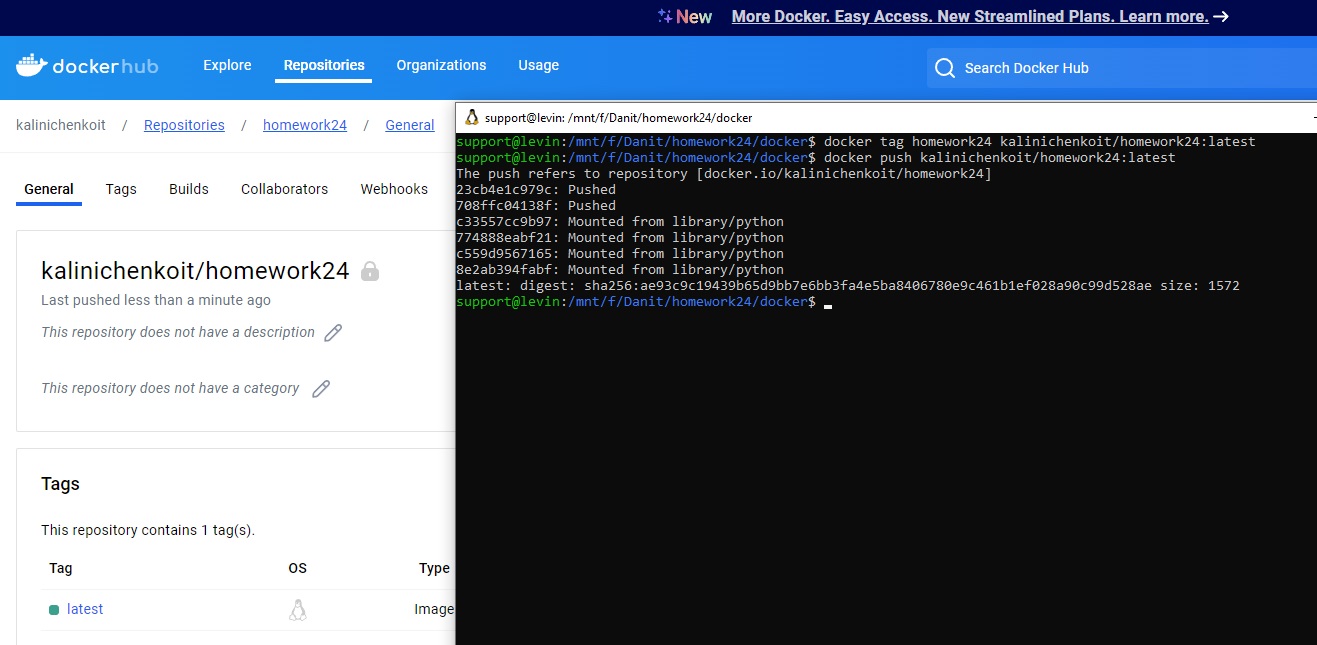 New More Docker. Easy Access. New Streamlined Plans. Learn more. →
dockerhub Explore Repositories Organizations Usage Search Docker Hub
kalinichenkoit / Repositories / homework24 / General
General Tags Builds Collaborators Webhooks
kalinichenkoit/homework24
Last pushed less than a minute ago
This repository does not have a description
This repository does not have a category
Tags
This repository contains 1 tag(s).
Tag OS Type
latest Image
support@levin: /mnt/f/Danit/homework24/docker
support@levin:/mnt/f/Danit/homework24/docker$ docker tag homework24 kalinichenkoit/homework24:latest
support@levin:/mnt/f/Danit/homework24/docker$ docker push kalinichenkoit/homework24:latest
The push refers to repository [docker.io/kalinichenkoit/homework24]
23cb4e1c979c: Pushed
708ffc04138f: Pushed
c33557cc9b97: Mounted from library/python
774888eabf21: Mounted from library/python
c559d9567165: Mounted from library/python
8e2ab394fabf: Mounted from library/python
latest: digest: sha256:ae93c9c19439b65d9bb7e6bb3fa4e5ba8406780e9c461b1ef028a90c99d528ae size: 1572
support@levin:/mnt/f/Danit/homework24/docker$